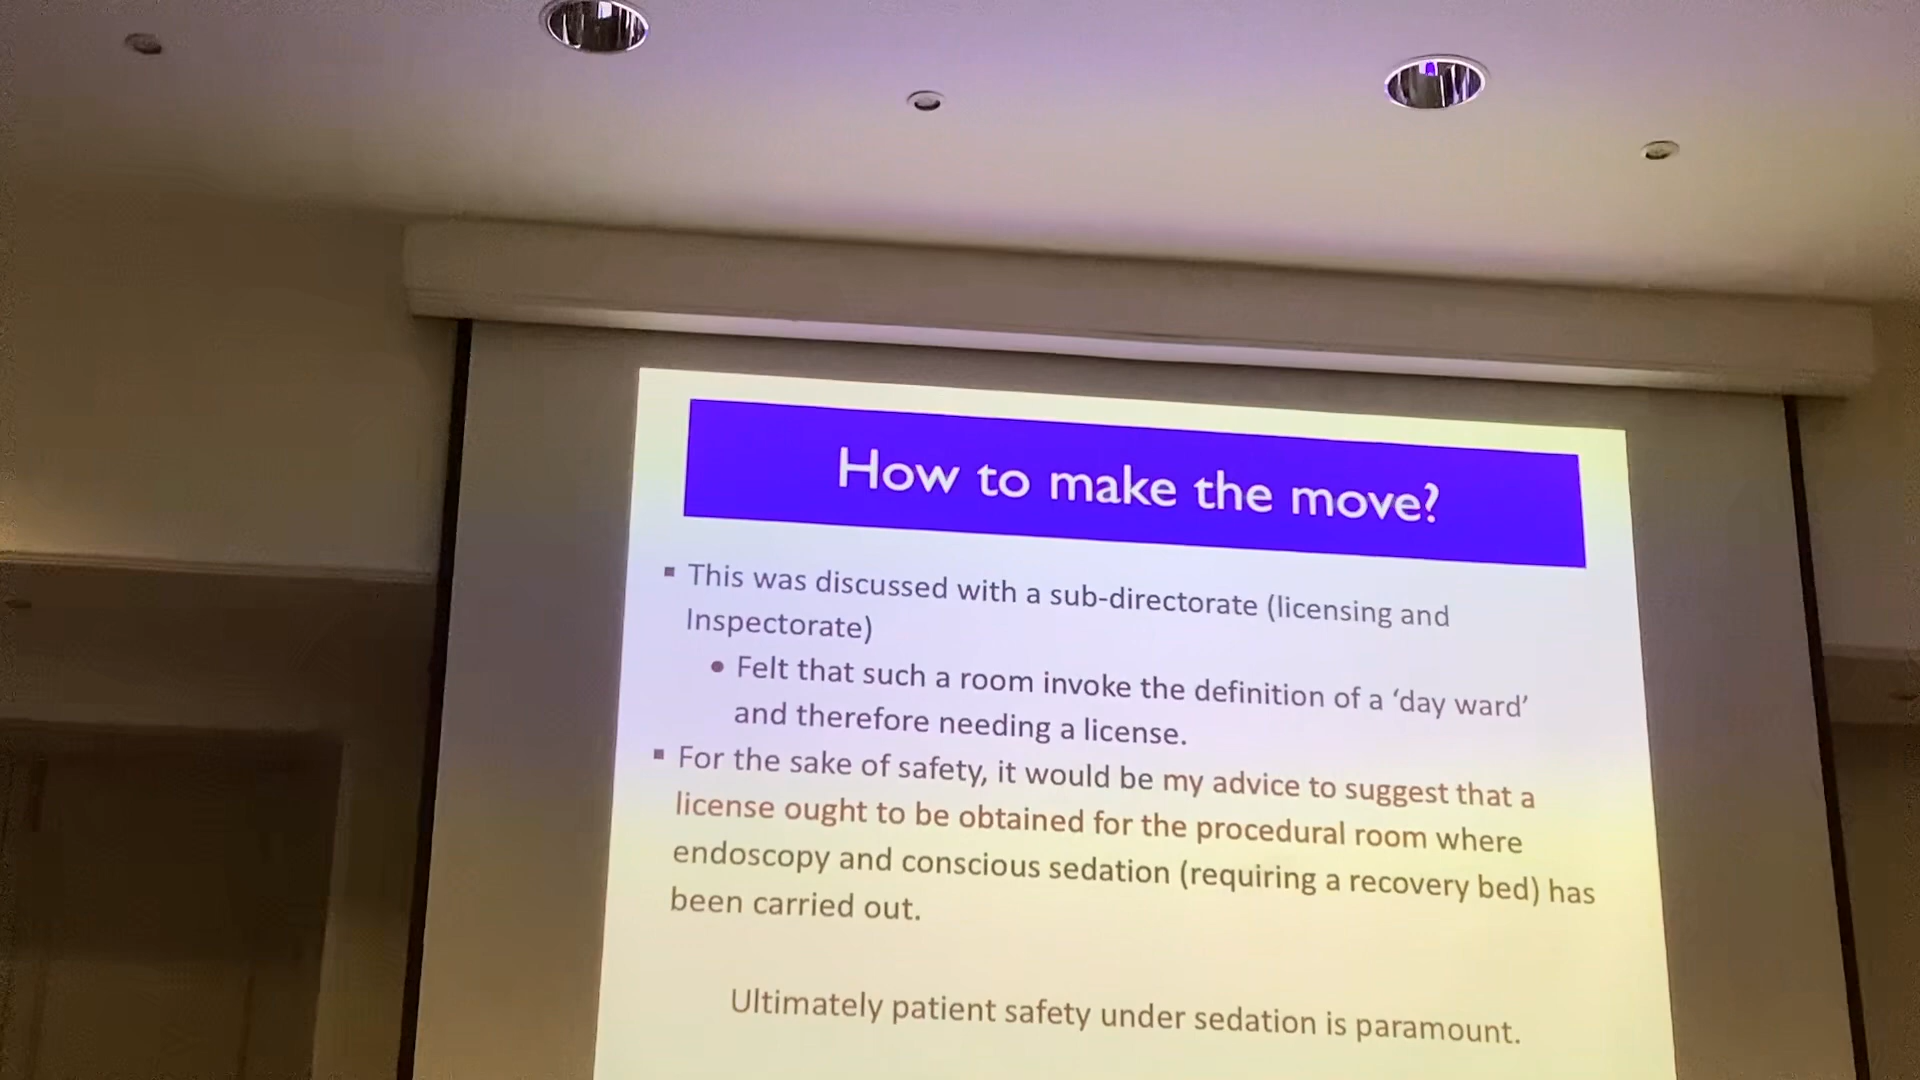 How to make the move?
▪ This was discussed with a sub-directorate (licensing and
Inspectorate)
• Felt that such a room invoke the definition of a ‘day ward’
and therefore needing a license.
▪ For the sake of safety, it would be my advice to suggest that a
license ought to be obtained for the procedural room where
endoscopy and conscious sedation (requiring a recovery bed) has
been carried out.
Ultimately patient safety under sedation is paramount.